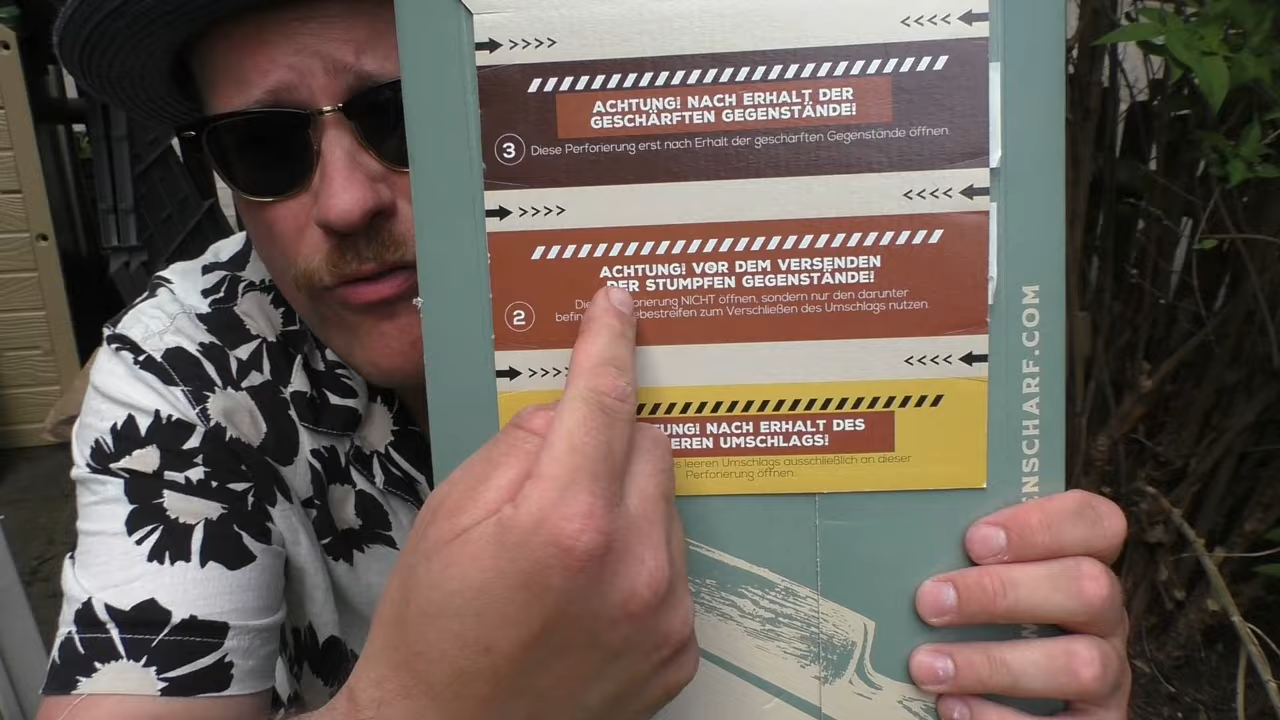 ACHTUNG! NACH ERHALT DER
GESCHÄRFTEN GEGENSTÄNDE!
3 Diese Perforierung erst nach Erhalt der geschärften Gegenstände öffnen.
ACHTUNG! VOR DEM VERSENDEN
DER STUMPFEN GEGENSTÄNDE!
NICHT öffnen, sondern nur den darunter
2 zum Verschließen des Umschlags nutzen.
NACH ERHALT DES
UMSCHLAGS!
leeren Umschlags ausschließlich an dieser
Perforierung öffnen.
NSCHARF.COM